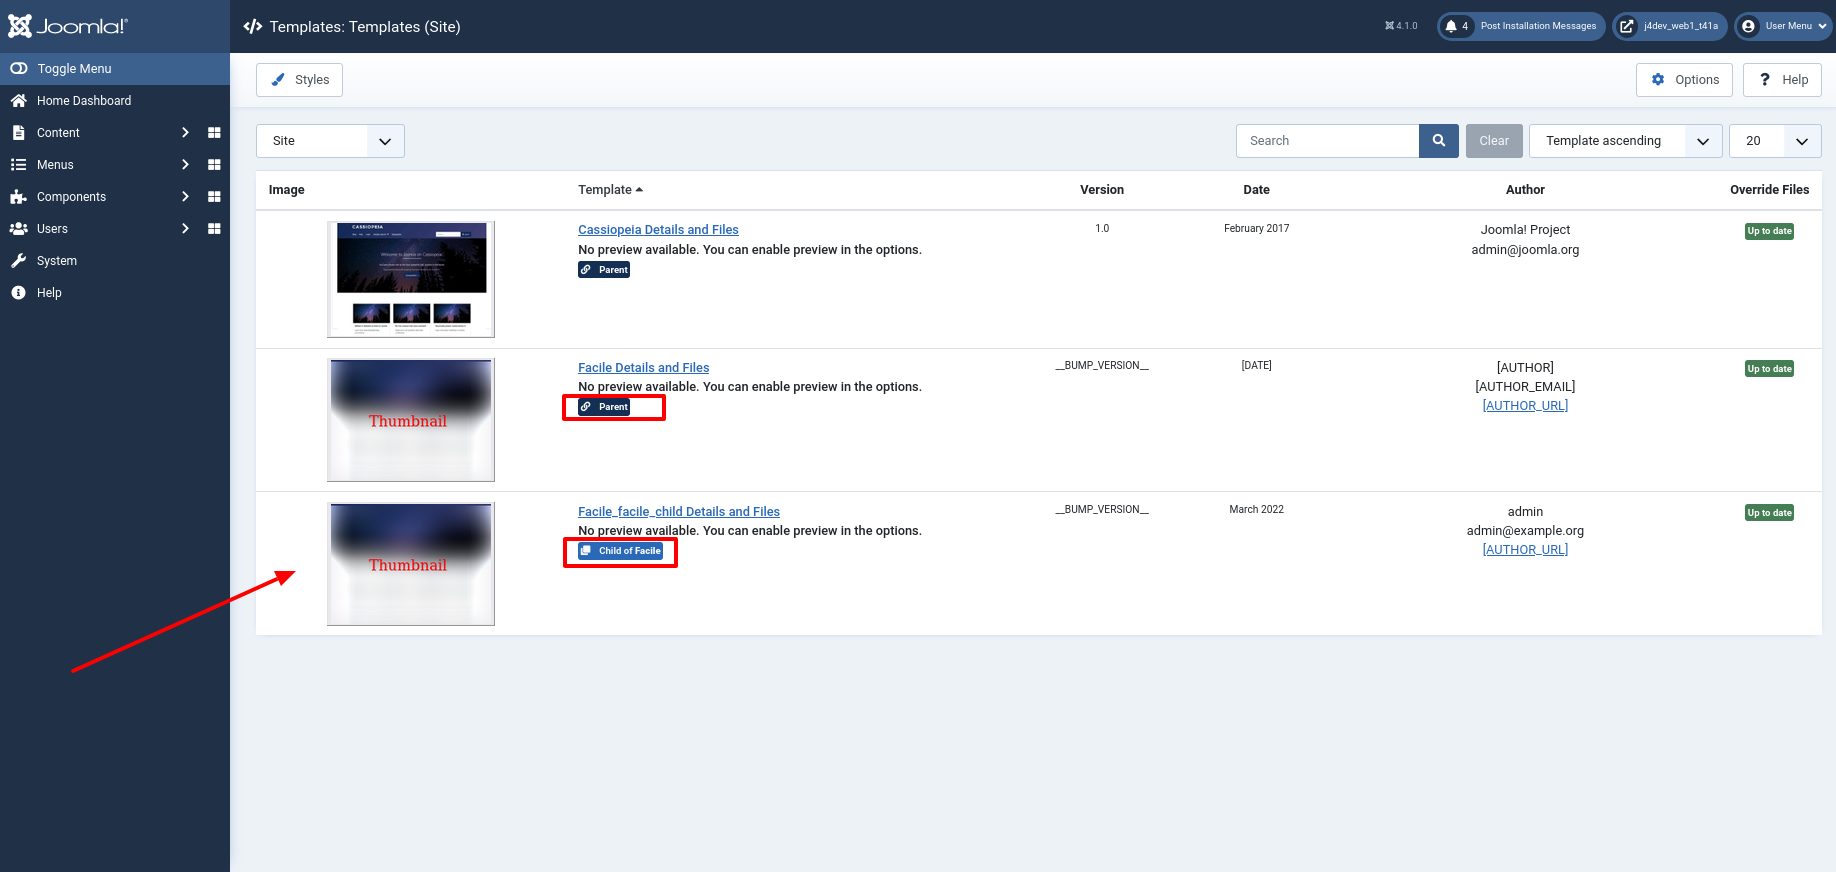 Joomla!®
Templates: Templates (Site)
4.1.0
4 Post Installation Messages
j4dev_web1_t41a
User Menu
Toggle Menu
Home Dashboard
Content
Menus
Components
Users
System
Help
Styles
Options
? Help
Site
Search
Clear
Template ascending
20
Image Template Version Date Author Override Files
CASSIOPEIA
Cassiopeia Details and Files 1.0 February 2017 Joomla! Project Up to date
No preview available. You can enable preview in the options. admin@joomla.org
Parent
Facile Details and Files __BUMP_VERSION__ [DATE] [AUTHOR] Up to date
No preview available. You can enable preview in the options. [AUTHOR_EMAIL]
Parent [AUTHOR_URL]
Thumbnail
Facile_facile_child Details and Files __BUMP_VERSION__ March 2022 admin Up to date
No preview available. You can enable preview in the options. admin@example.org
Child of Facile [AUTHOR_URL]
Thumbnail